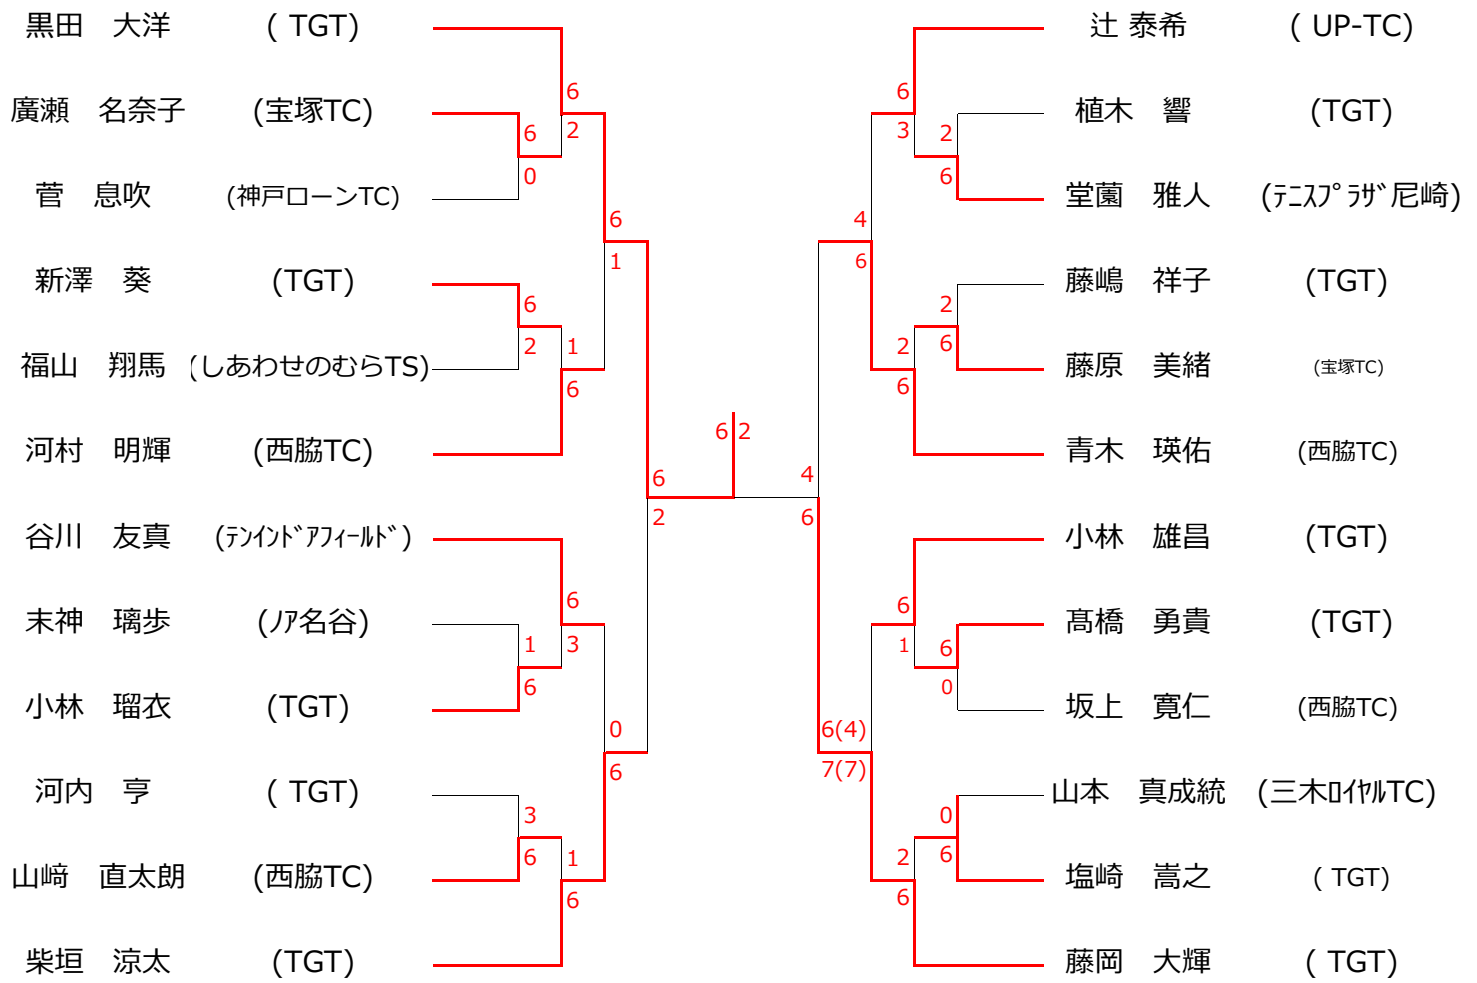 黒田　大洋 ( TGT)
廣瀬　名奈子 (宝塚TC)
菅　息吹 (神戸ローンTC)
新澤　葵 (TGT)
福山　翔馬 (しあわせのむらTS)
河村　明輝 (西脇TC)
谷川　友真 (ﾃﾝｲﾝﾄﾞｱﾌｨｰﾙﾄﾞ)
末神　璃歩 (ﾉｱ名谷)
小林　瑠衣 (TGT)
河内　亨 ( TGT)
山﨑　直太朗 (西脇TC)
柴垣　涼太 (TGT)
6
2
6
0
6
1
6
2
1
6
6
2
6
3
1
6
0
6
3
6
1
6
6 2
辻 泰希 ( UP-TC)
植木　響 (TGT)
堂薗　雅人 (ﾃﾆｽﾌﾟﾗｻﾞ尼崎)
藤嶋　祥子 (TGT)
藤原　美緒 (宝塚TC)
青木　瑛佑 (西脇TC)
小林　雄昌 (TGT)
髙橋　勇貴 (TGT)
坂上　寛仁 (西脇TC)
山本　真成統 (三木ﾛｲﾔﾙTC)
塩崎　嵩之 ( TGT)
藤岡　大輝 ( TGT)
6
3
2
6
4
6
2
6
2
6
4
6
6
1
6
0
6(4)
7(7)
0
6
2
6